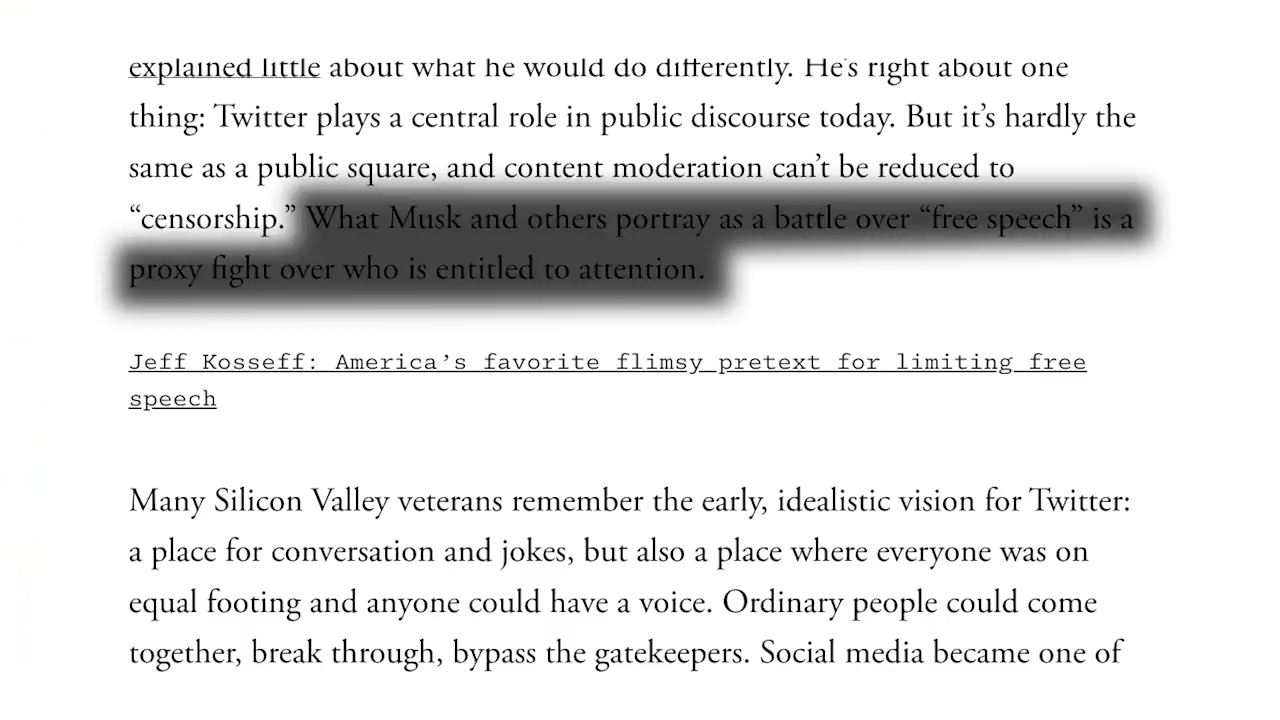 explained little about what he would do differently. He’s right about one
thing: Twitter plays a central role in public discourse today. But it’s hardly the
same as a public square, and content moderation can’t be reduced to
“censorship.” What Musk and others portray as a battle over “free speech” is a
proxy fight over who is entitled to attention.
Jeff Kosseff: America’s favorite flimsy pretext for limiting free
speech
Many Silicon Valley veterans remember the early, idealistic vision for Twitter:
a place for conversation and jokes, but also a place where everyone was on
equal footing and anyone could have a voice. Ordinary people could come
together, break through, bypass the gatekeepers. Social media became one of